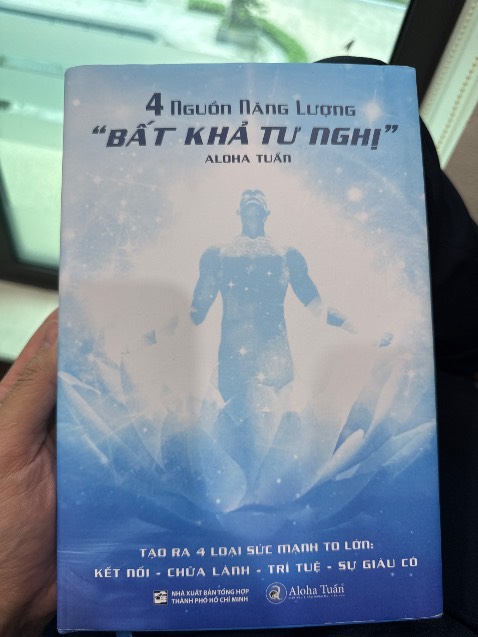 4 NGUỒN NĂNG LƯỢNG
“BẤT KHẢ TƯ NGHỊ”
ALOHA TUẤN
TẠO RA 4 LOẠI SỨC MẠNH TO LỚN:
KẾT NỐI - CHỮA LÀNH - TRÍ TUỆ - SỰ GIÀU CÓ
NHÀ XUẤT BẢN TỔNG HỢP
THÀNH PHỐ HỒ CHÍ MINH
Aloha Tuấn